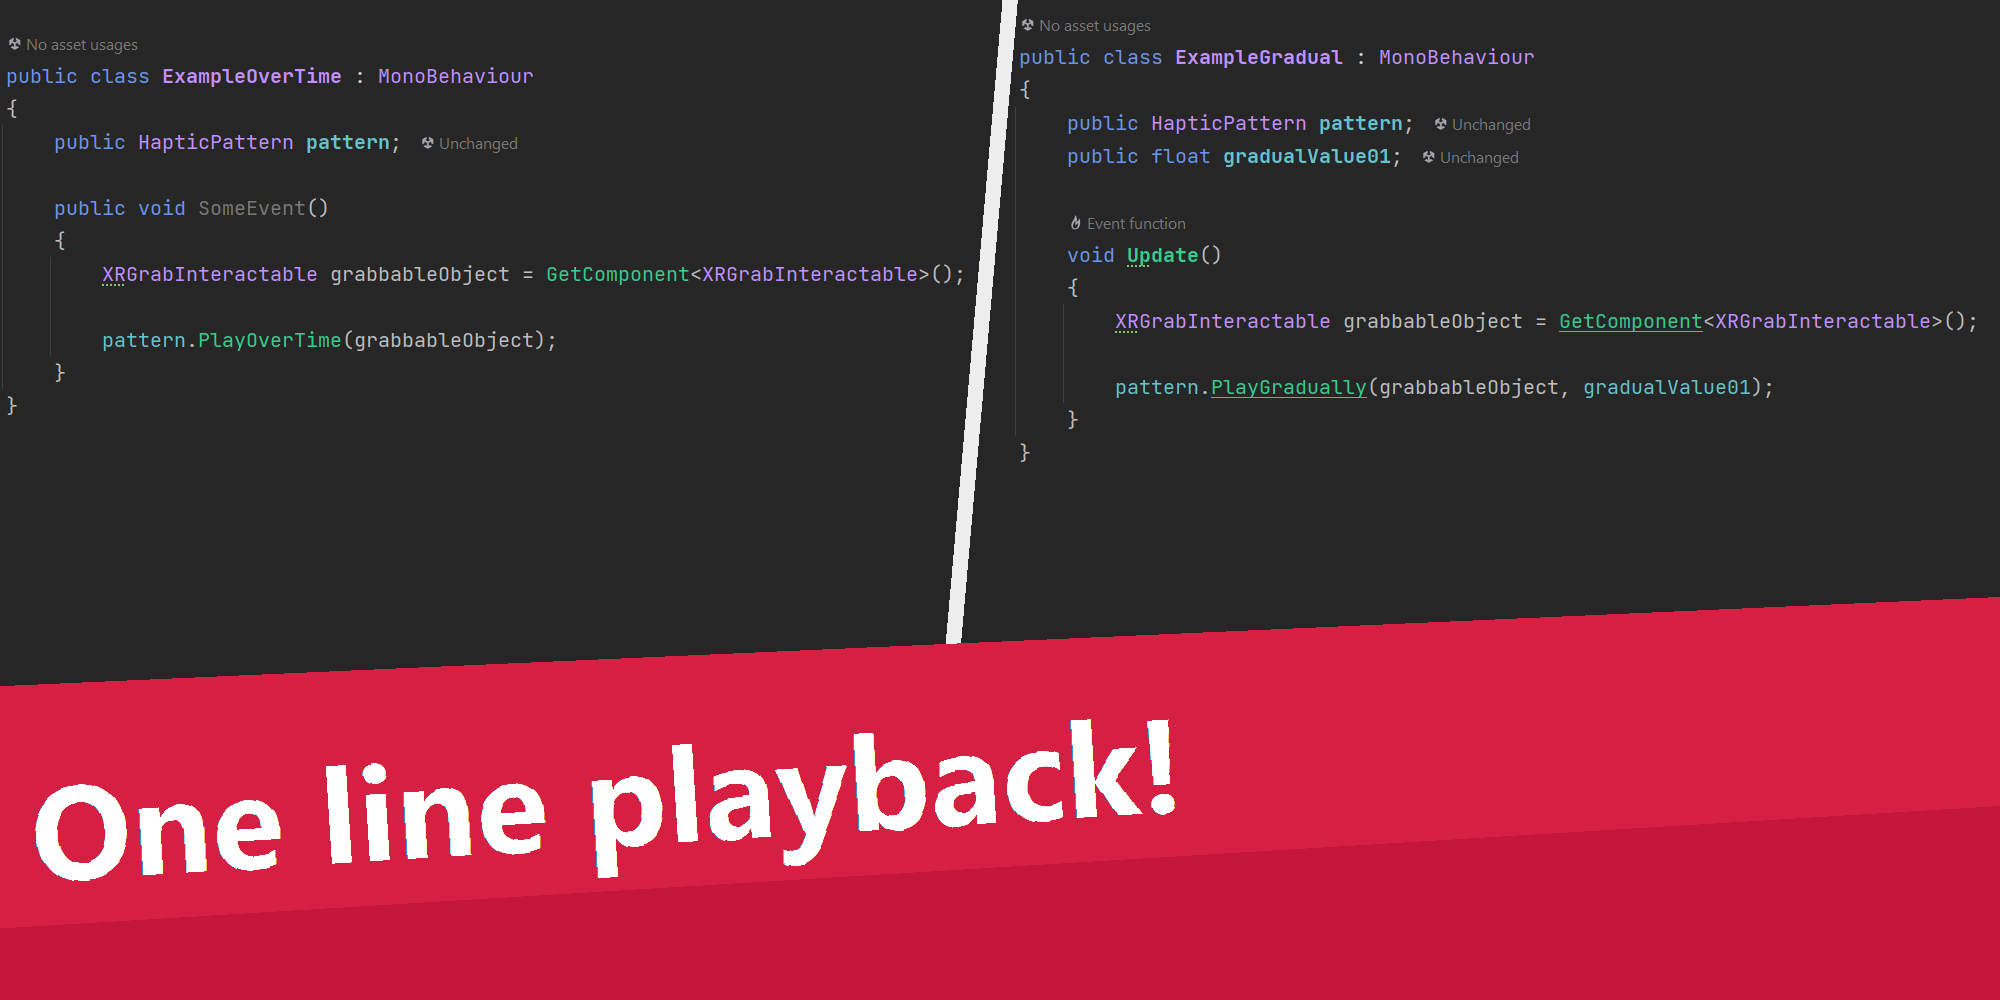 No asset usages
public class ExampleOverTime : MonoBehaviour
{
public HapticPattern pattern; Unchanged
public void SomeEvent()
{
XRGrabInteractable grabbableObject = GetComponent<XRGrabInteractable>();
pattern.PlayOverTime(grabbableObject);
}
}
No asset usages
public class ExampleGradual : MonoBehaviour
{
public HapticPattern pattern; Unchanged
public float gradualValue01; Unchanged
Event function
void Update()
{
XRGrabInteractable grabbableObject = GetComponent<XRGrabInteractable>();
pattern.PlayGradually(grabbableObject, gradualValue01);
}
}
One line playback!